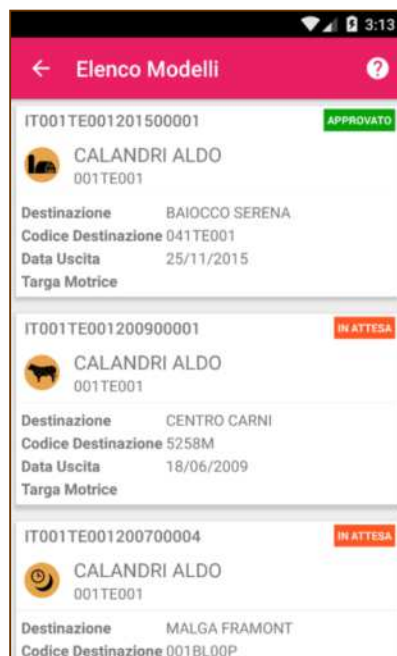 3:13
Elenco Modelli
IT001TE001201500001 APPROVATO
CALANDRI ALDO
001TE001
Destinazione BAIOCCO SERENA
Codice Destinazione 041TE001
Data Uscita 25/11/2015
Targa Motrice
IT001TE001200900001 IN ATTESA
CALANDRI ALDO
001TE001
Destinazione CENTRO CARNI
Codice Destinazione 5258M
Data Uscita 18/06/2009
Targa Motrice
IT001TE001200700004 IN ATTESA
CALANDRI ALDO
001TE001
Destinazione MALGA FRAMONT
Codice Destinazione 001BL00P